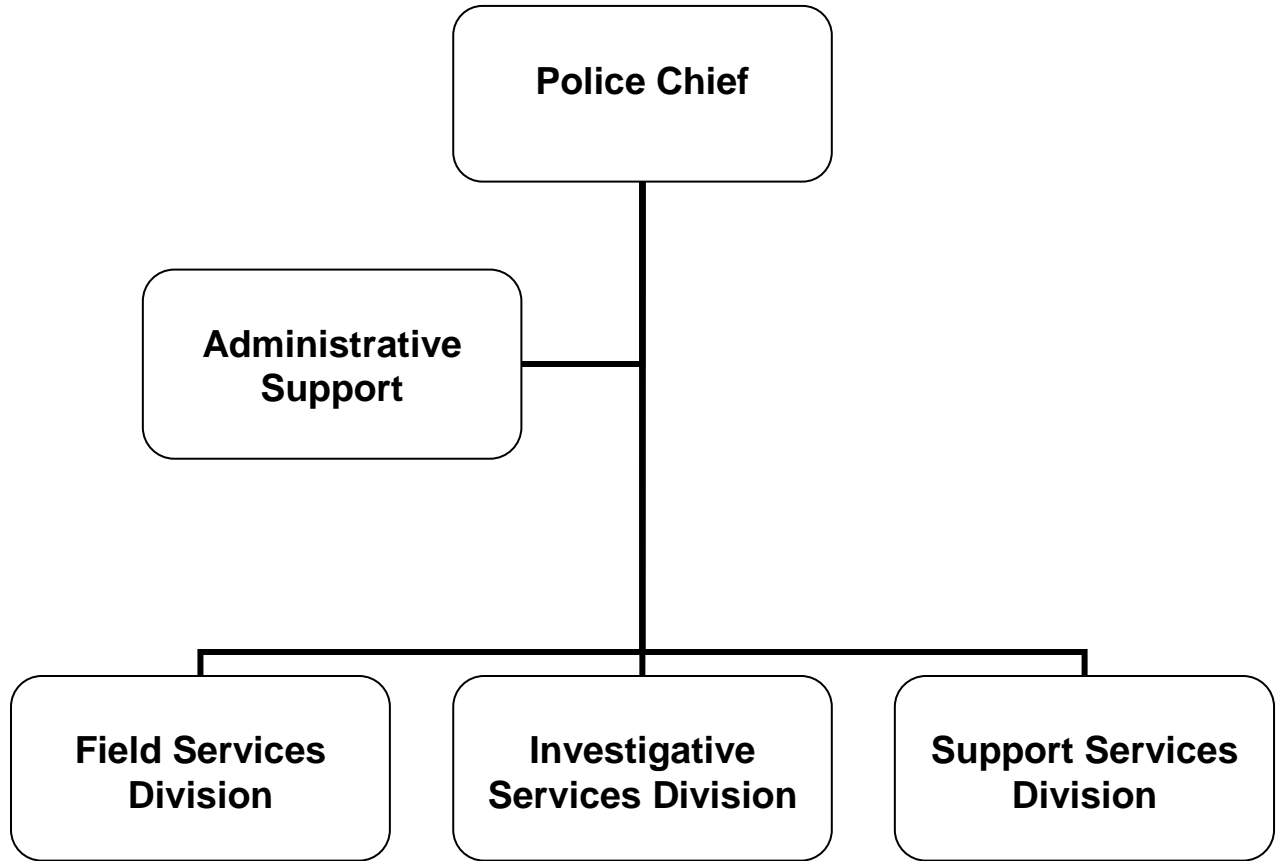 Police Chief
Administrative
Support
Field Services
Division
Investigative
Services Division
Support Services
Division